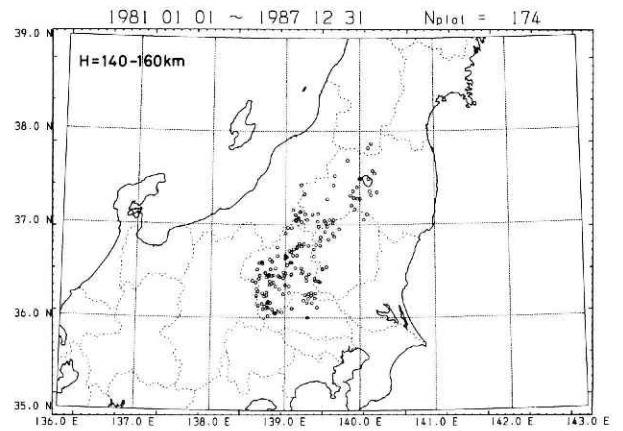 1981 01 01 ~ 1987 12 31 Nplot = 174
39.0 N
H=140-160km
38.0 N
37.0 N
36.0 N
35.0 N
136.0 E 137.0 E 138.0 E 139.0 E 140.0 E 141.0 E 142.0 E 143.0 E